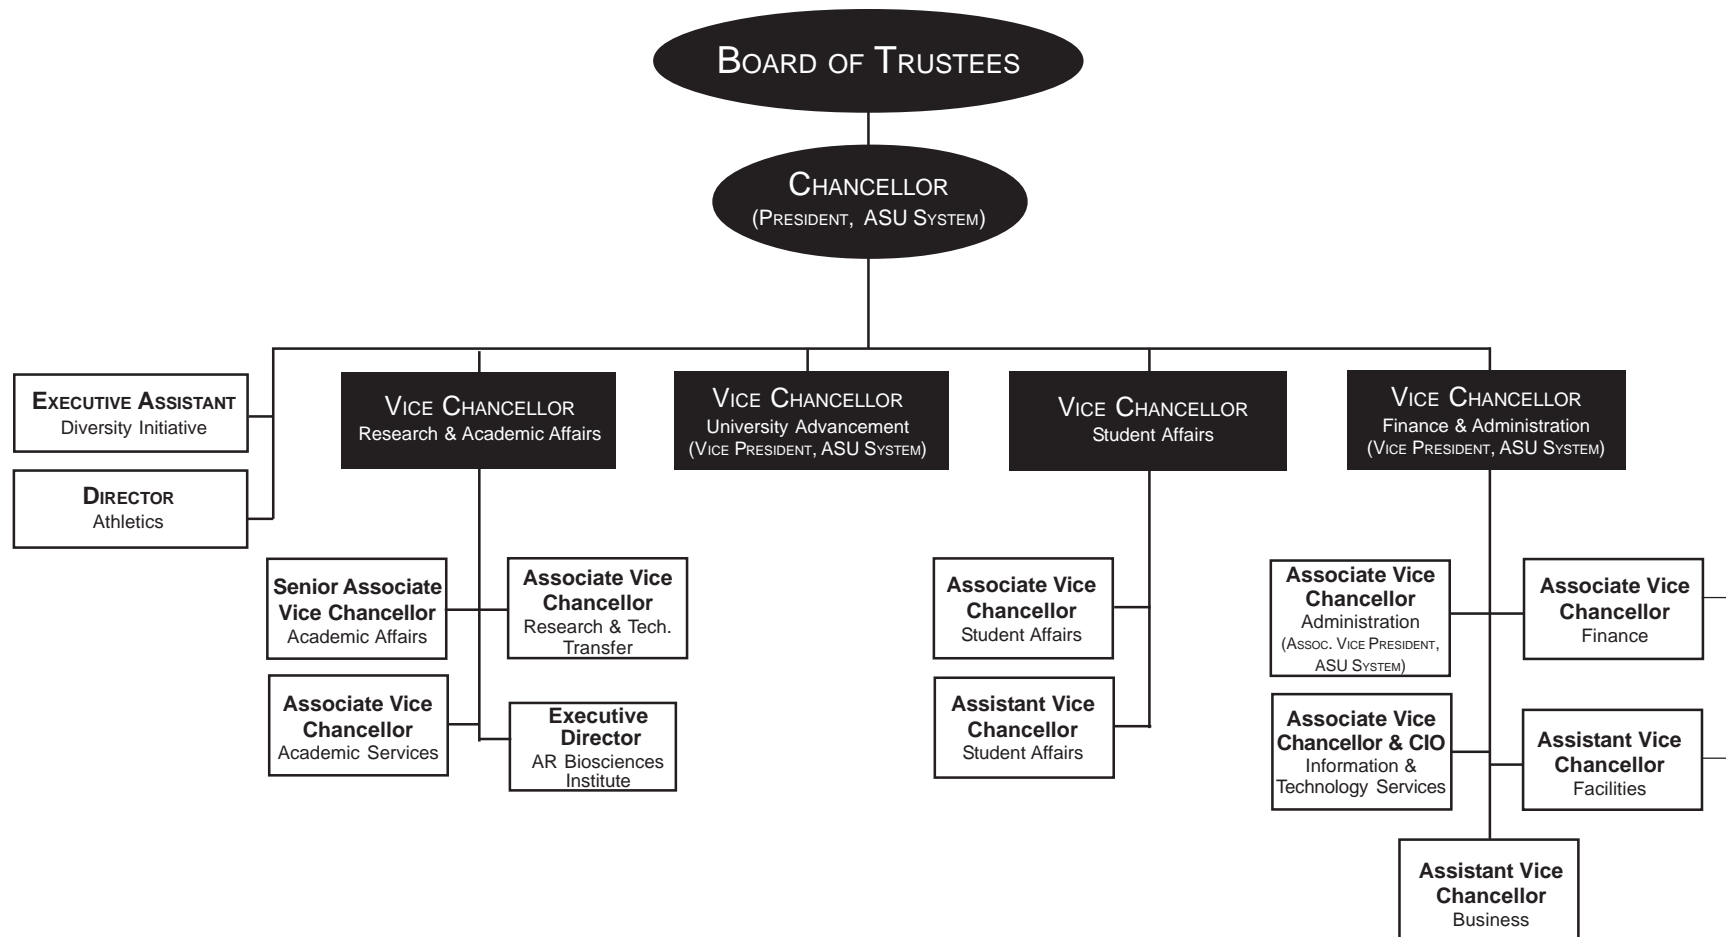 BOARD OF TRUSTEES
CHANCELLOR
(PRESIDENT, ASU SYSTEM)
EXECUTIVE ASSISTANT
Diversity Initiative
DIRECTOR
Athletics
VICE CHANCELLOR
Research & Academic Affairs
VICE CHANCELLOR
University Advancement
(VICE PRESIDENT, ASU SYSTEM)
VICE CHANCELLOR
Student Affairs
VICE CHANCELLOR
Finance & Administration
(VICE PRESIDENT, ASU SYSTEM)
Senior Associate
Vice Chancellor
Academic Affairs
Associate Vice
Chancellor
Research & Tech.
Transfer
Associate Vice
Chancellor
Academic Services
Executive
Director
AR Biosciences
Institute
Associate Vice
Chancellor
Student Affairs
Assistant Vice
Chancellor
Student Affairs
Associate Vice
Chancellor
Administration
(ASSOC. VICE PRESIDENT,
ASU SYSTEM)
Associate Vice
Chancellor
Finance
Associate Vice
Chancellor & CIO
Information &
Technology Services
Assistant Vice
Chancellor
Facilities
Assistant Vice
Chancellor
Business